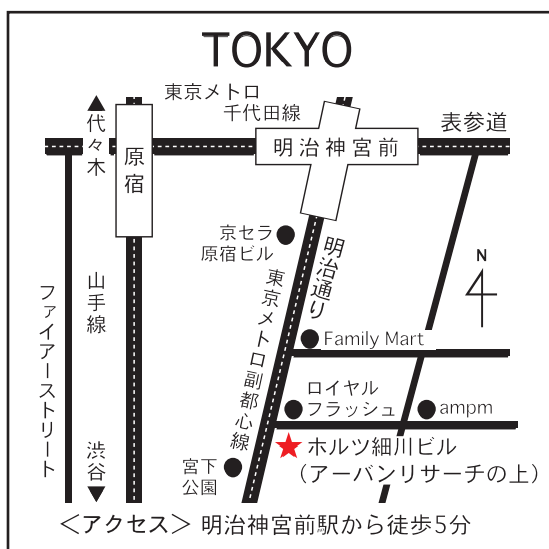 TOKYO
東京メトロ
千代田線
▲
代々木
原宿
明治神宮前
表参道
京セラ
原宿ビル
明治通り
N
山手線
ファイアーストリート
東京メトロ副都心線
Family Mart
ロイヤル
フラッシュ
ampm
渋谷
▼
宮下
公園
★ホルツ細川ビル
(アーバンリサーチの上)
＜アクセス＞ 明治神宮前駅から徒歩5分